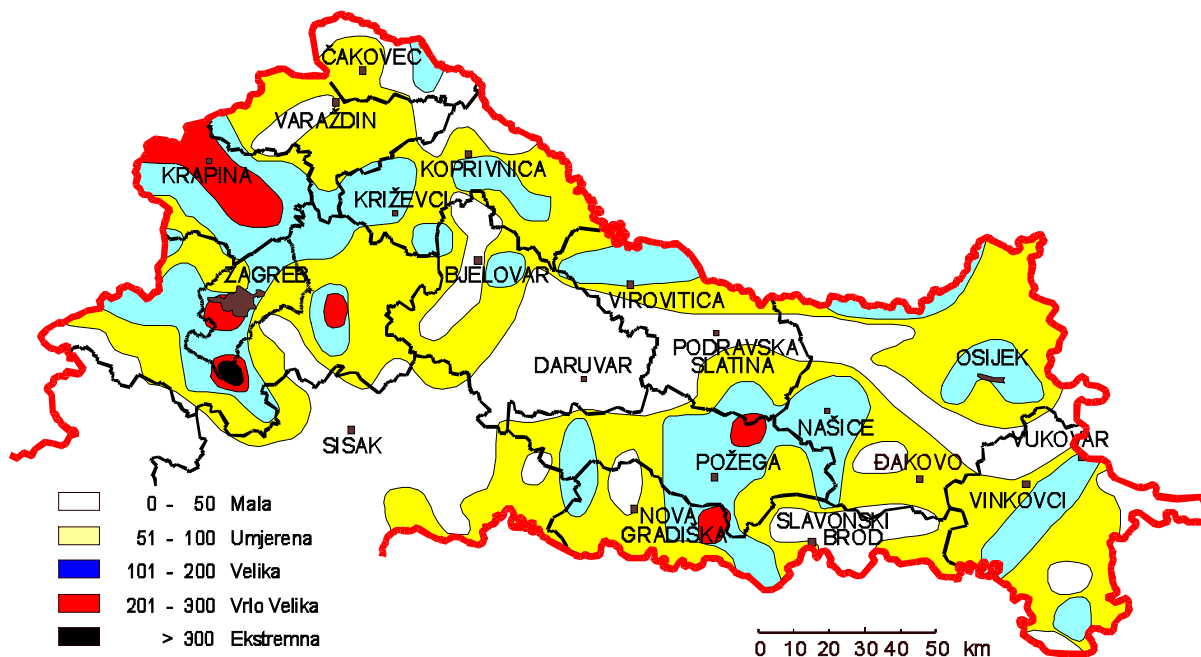 ČAKOVEC
VARAŽDIN
KRAPINA
KOPRIVNICA
KRIŽEVCI
ZAGREB
BJELOVAR
VIROVITICA
DARUVAR
PODRAVSKA
SLATINA
OSIJEK
SISAK
NAŠICE
VUKOVAR
POŽEGA
ĐAKOVO
VINKOVCI
NOVA
GRADIŠKA
SLAVONSKI
BROD
0 - 50 Mala
51 - 100 Umjerena
101 - 200 Velika
201 - 300 Vrlo Velika
> 300 Ekstremna
0 10 20 30 40 50 km